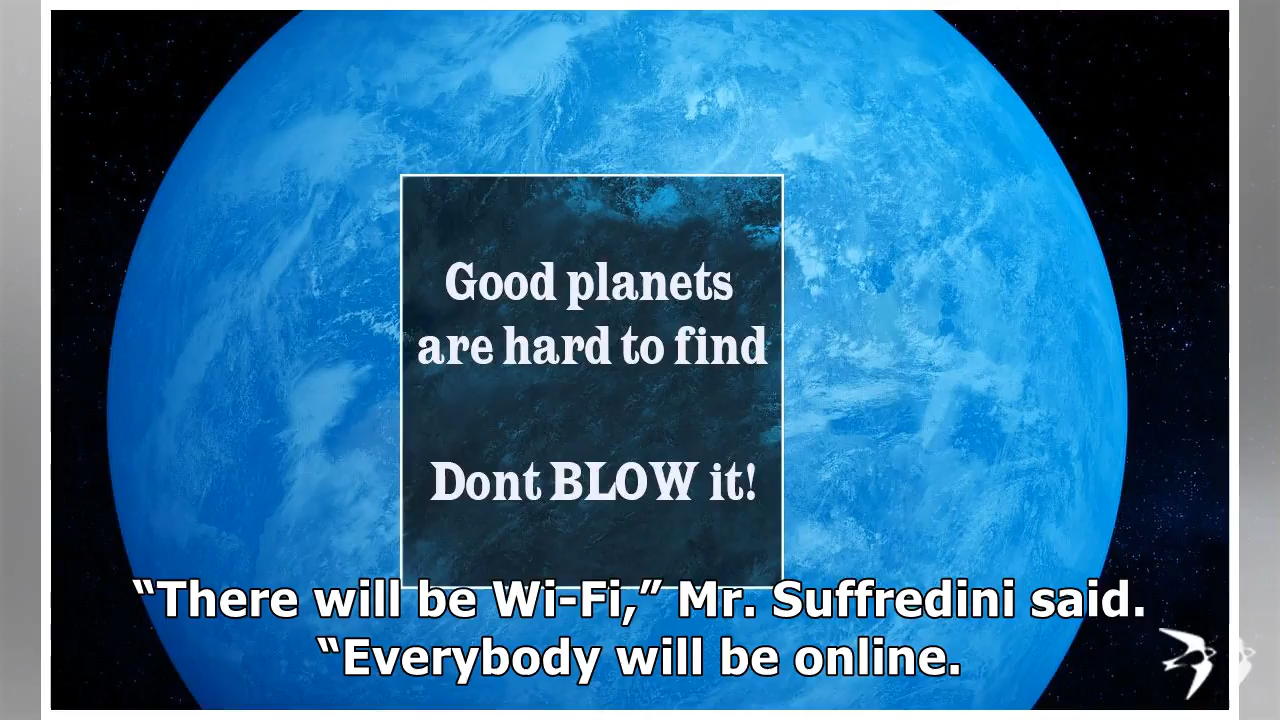 Good planets
are hard to find
Dont BLOW it!
“There will be Wi-Fi,” Mr. Suffredini said.
“Everybody will be online.